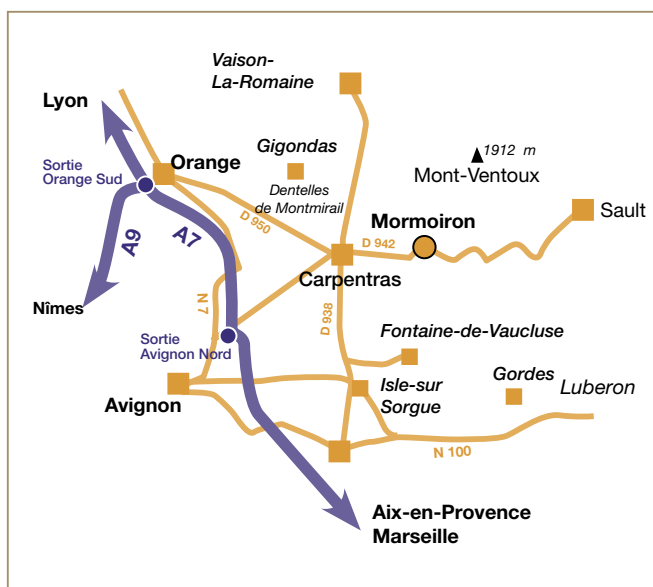 Vaison-
La-Romaine
Lyon
1912 m
Mont-Ventoux
Orange
Gigondas
Sortie
Orange Sud
Dentelles
de Montmirail
Mormoiron
Sault
D 950
D 942
A9
A7
Carpentras
Nîmes
N 7
D 938
Sortie
Avignon Nord
Fontaine-de-Vaucluse
Isle-sur
Sorgue
Gordes
Luberon
Avignon
N 100
Aix-en-Provence
Marseille